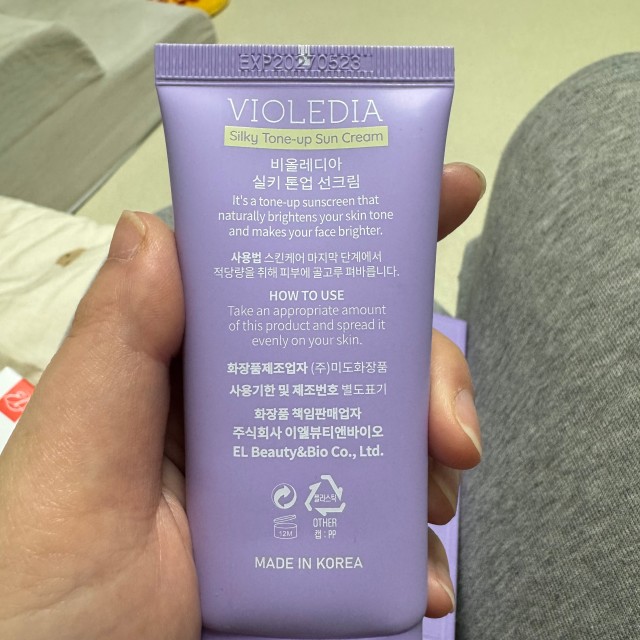 EXP20270523
VIOLEDIA
Silky Tone-up Sun Cream
비올레디아
실키 톤업 선크림
It's a tone-up sunscreen that
naturally brightens your skin tone
and makes your face brighter.
사용법 스킨케어 마지막 단계에서
적당량을 취해 피부에 골고루 펴바릅니다.
HOW TO USE
Take an appropriate amount
of this product and spread it
evenly on your skin.
화장품제조업자 (주)미도화장품
사용기한 및 제조번호 별도표기
화장품 책임판매업자
주식회사 이엘뷰티앤바이오
EL Beauty&Bio Co., Ltd.
플라스틱
OTHER
12M
캡 : PP
MADE IN KOREA